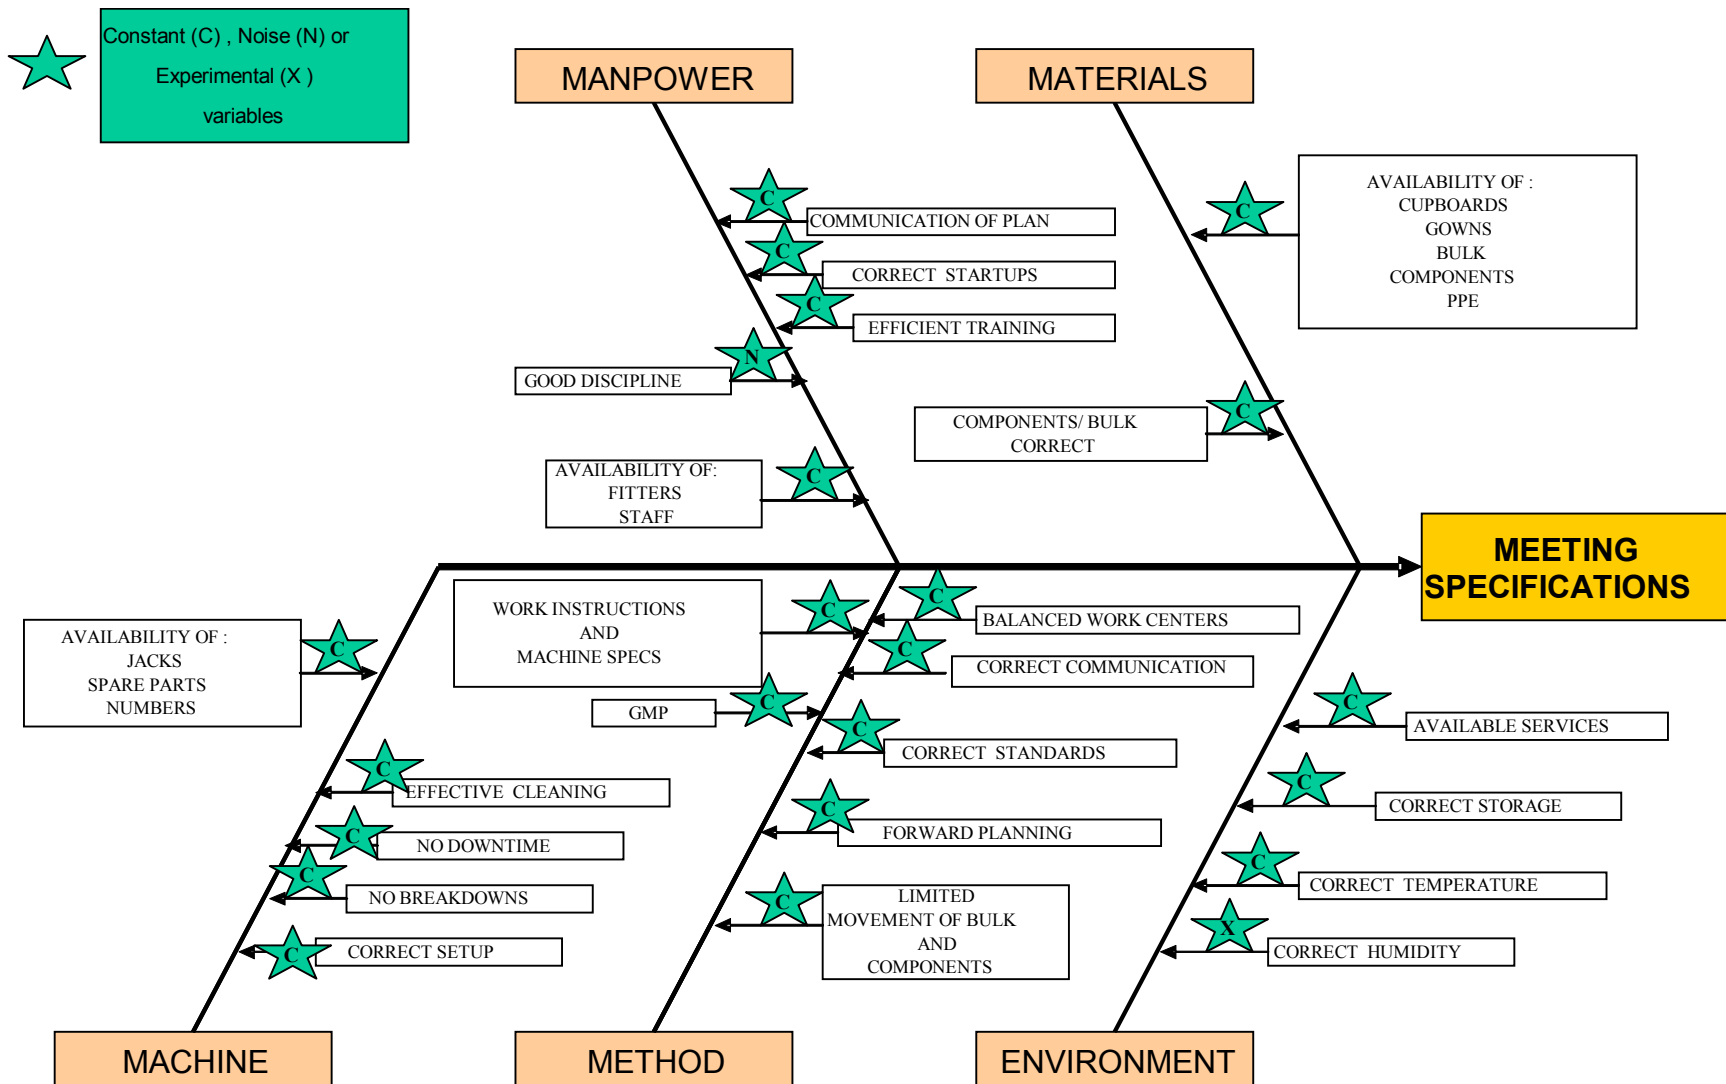 Constant (C) , Noise (N) or
Experimental (X )
variables
MANPOWER
MATERIALS
C
COMMUNICATION OF PLAN
C
CORRECT STARTUPS
C
EFFICIENT TRAINING
N
GOOD DISCIPLINE
C
AVAILABILITY OF:
FITTERS
STAFF
C
AVAILABILITY OF :
CUPBOARDS
GOWNS
BULK
COMPONENTS
PPE
C
COMPONENTS/ BULK
CORRECT
MEETING
SPECIFICATIONS
C
AVAILABILITY OF :
JACKS
SPARE PARTS
NUMBERS
C
EFFECTIVE CLEANING
C
NO DOWNTIME
C
NO BREAKDOWNS
C
CORRECT SETUP
C
WORK INSTRUCTIONS
AND
MACHINE SPECS
C
BALANCED WORK CENTERS
C
CORRECT COMMUNICATION
C
GMP
C
CORRECT STANDARDS
C
FORWARD PLANNING
C
LIMITED
MOVEMENT OF BULK
AND
COMPONENTS
C
AVAILABLE SERVICES
C
CORRECT STORAGE
C
CORRECT TEMPERATURE
X
CORRECT HUMIDITY
MACHINE
METHOD
ENVIRONMENT